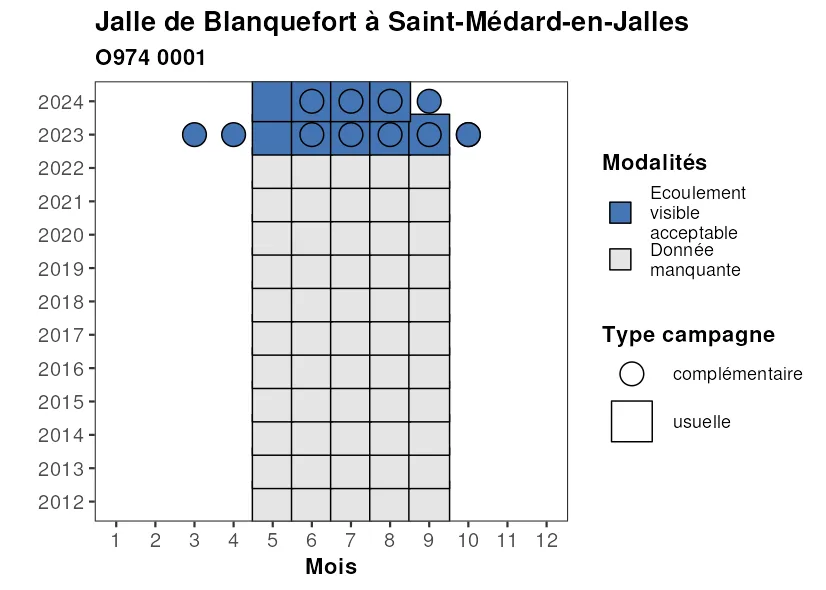 Jalle de Blanquefort à Saint-Médard-en-Jalles
O974 0001
2024
2023
2022
2021
2020
2019
2018
2017
2016
2015
2014
2013
2012
1 2 3 4 5 6 7 8 9 10 11 12
Mois
Modalités
Ecoulement
visible
acceptable
Donnée
manquante
Type campagne
complémentaire
usuelle